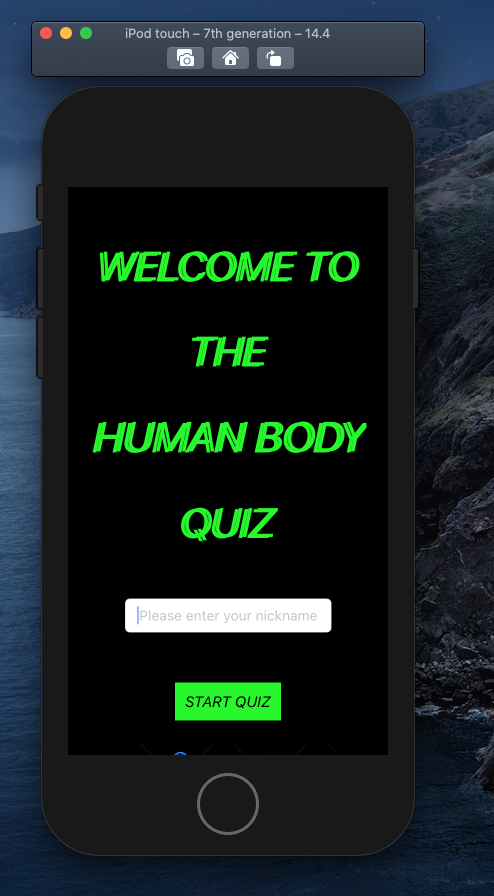 iPod touch – 7th generation – 14.4
WELCOME TO
THE
HUMAN BODY
QUIZ
Please enter your nickname
START QUIZ